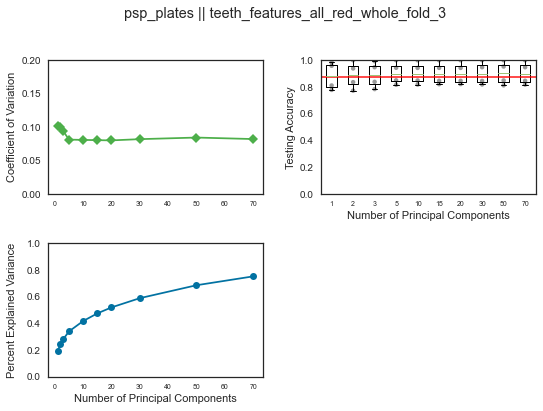 psp_plates || teeth_features_all_red_whole_fold_3
Coefficient of Variation
0.20
0.15
0.10
0.05
0.00
0 10 20 30 40 50 60 70
Testing Accuracy
1.0
0.8
0.6
0.4
0.2
0.0
1 2 3 5 10 15 20 30 50 70
Number of Principal Components
Percent Explained Variance
1.0
0.8
0.6
0.4
0.2
0.0
0 10 20 30 40 50 60 70
Number of Principal Components